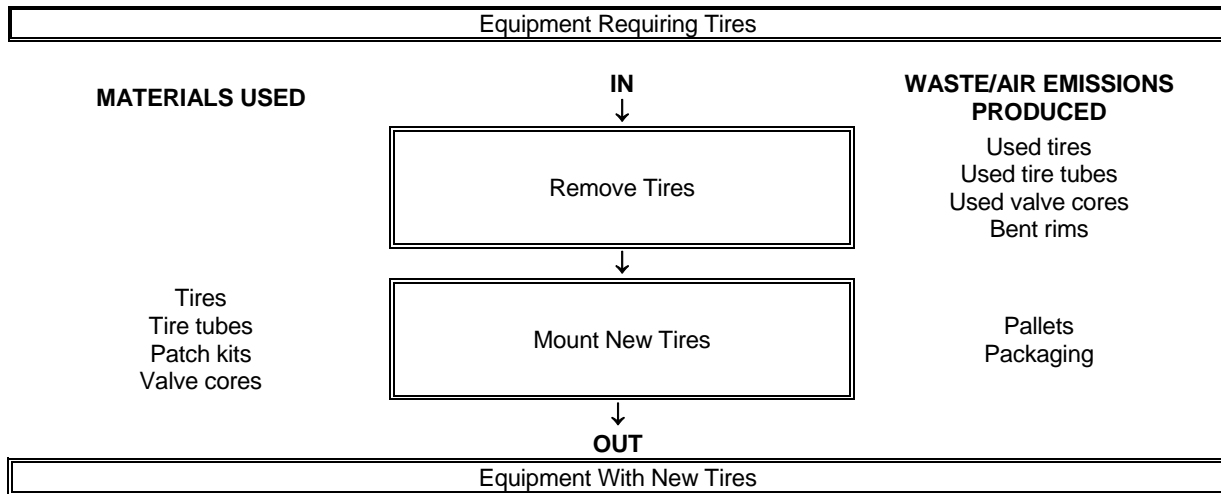 Equipment Requiring Tires
MATERIALS USED
IN
↓
WASTE/AIR EMISSIONS
PRODUCED
Remove Tires
Used tires
Used tire tubes
Used valve cores
Bent rims
↓
Tires
Tire tubes
Patch kits
Valve cores
Mount New Tires
Pallets
Packaging
↓
OUT
Equipment With New Tires